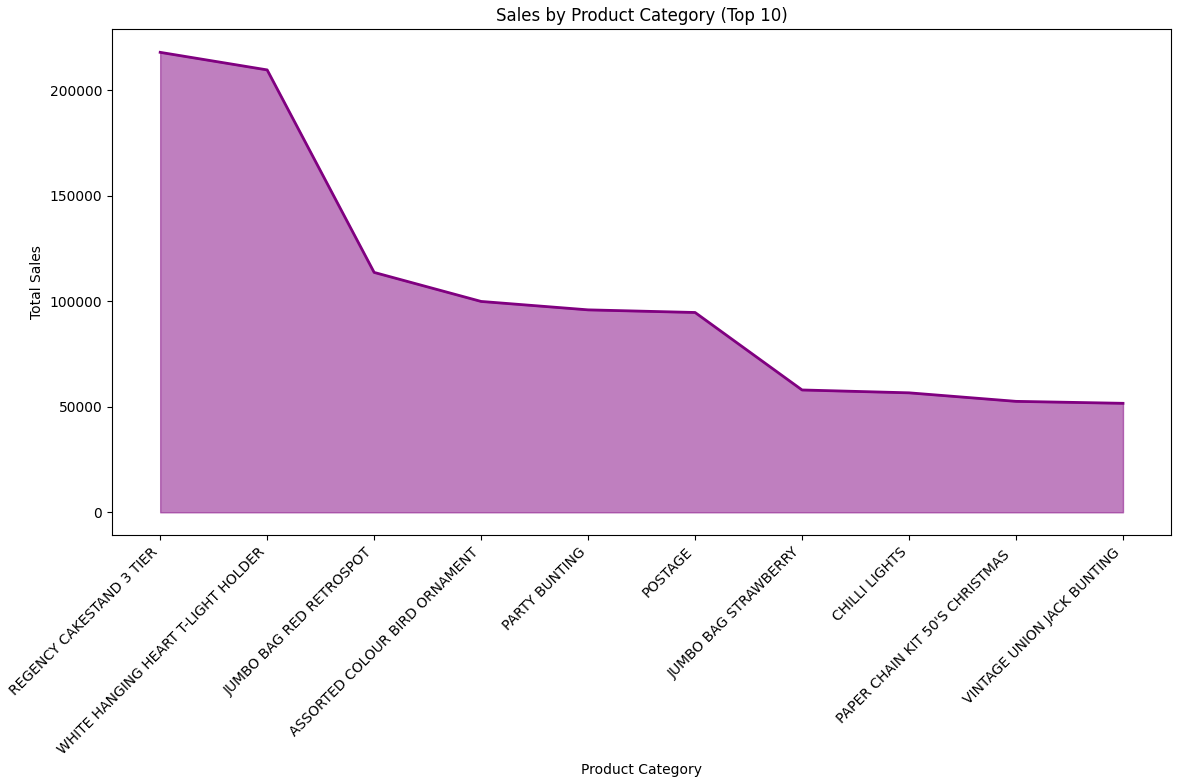 Sales by Product Category (Top 10)
Total Sales
200000
150000
100000
50000
0
REGENCY CAKESTAND 3 TIER
WHITE HANGING HEART T-LIGHT HOLDER
JUMBO BAG RED RETROSPOT
ASSORTED COLOUR BIRD ORNAMENT
PARTY BUNTING
POSTAGE
JUMBO BAG STRAWBERRY
CHILLI LIGHTS
PAPER CHAIN KIT 50'S CHRISTMAS
VINTAGE UNION JACK BUNTING
Product Category